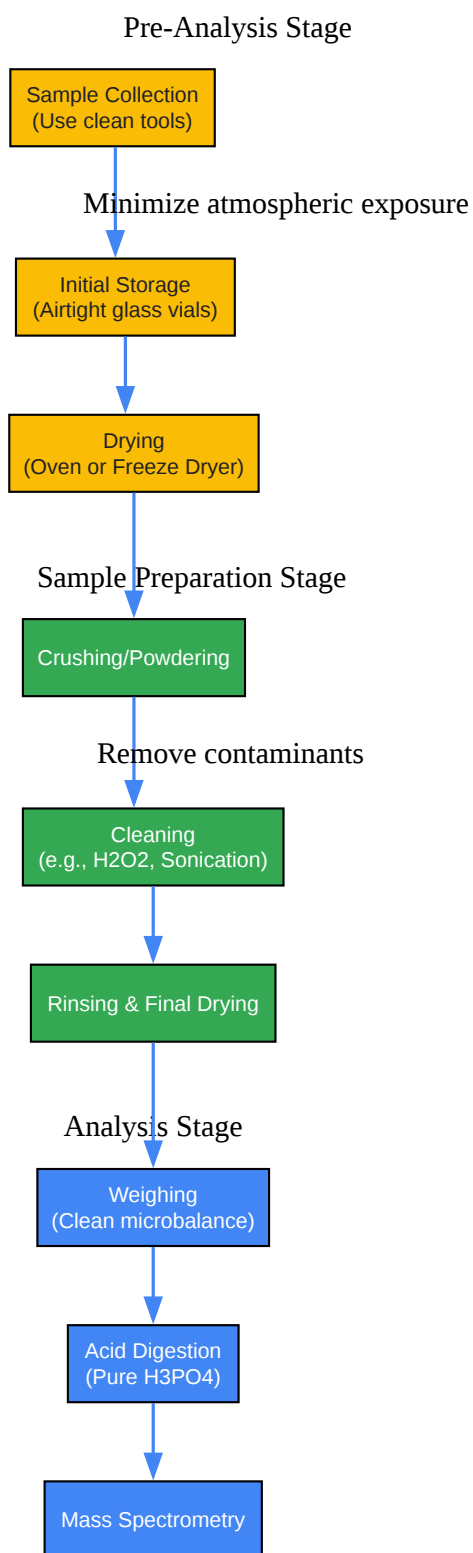 Pre-Analysis Stage
Sample Collection
(Use clean tools)
Minimize atmospheric exposure
Initial Storage
(Airtight glass vials)
Drying
(Oven or Freeze Dryer)
Sample Preparation Stage
Crushing/Powdering
Remove contaminants
Cleaning
(e.g., H2O2, Sonication)
Rinsing & Final Drying
Analysis Stage
Weighing
(Clean microbalance)
Acid Digestion
(Pure H3PO4)
Mass Spectrometry